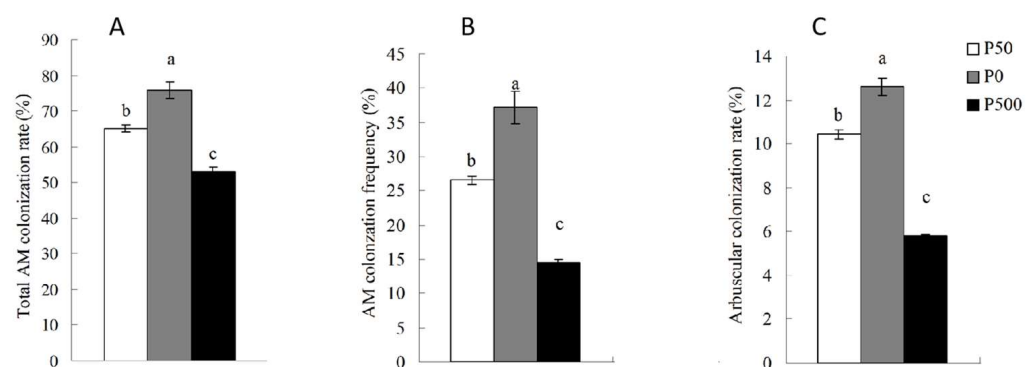 A
B
C
Total AM colonization rate (%)
90
80
70
60
50
40
30
20
10
0
b
a
c
AM colonzation frequency (%)
45
40
35
30
25
20
15
10
5
0
b
a
c
Arbuscular colonization rate (%)
14
12
10
8
6
4
2
0
b
a
c
P50
P0
P500